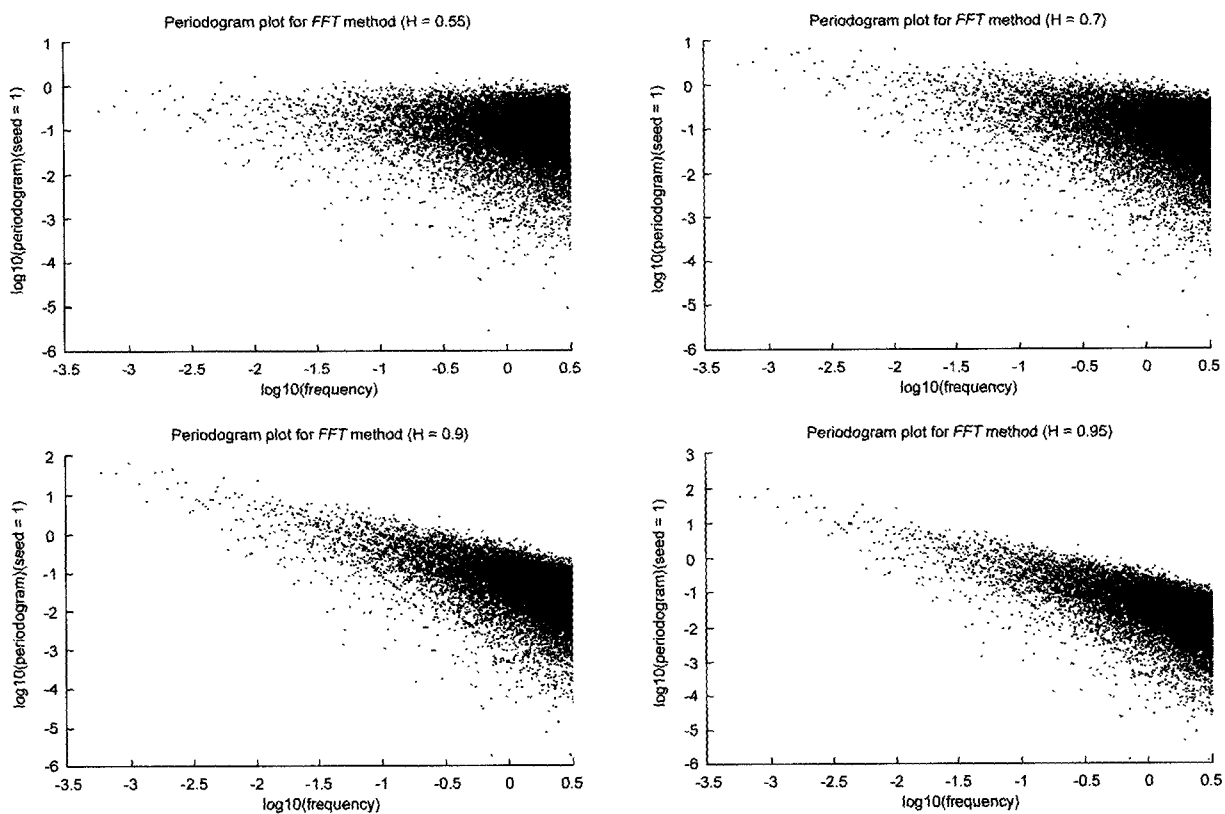 Periodogram plot for FFT method (H = 0.55)
log10(periodogram)(seed = 1)
1
0
-1
-2
-3
-4
-5
-6
-3.5 -3 -2.5 -2 -1.5 -1 -0.5 0 0.5
log10(frequency)
Periodogram plot for FFT method (H = 0.7)
log10(periodogram)(seed = 1)
1
0
-1
-2
-3
-4
-5
-6
-3.5 -3 -2.5 -2 -1.5 -1 -0.5 0 0.5
log10(frequency)
Periodogram plot for FFT method (H = 0.9)
log10(periodogram)(seed = 1)
2
1
0
-1
-2
-3
-4
-5
-6
-3.5 -3 -2.5 -2 -1.5 -1 -0.5 0 0.5
log10(frequency)
Periodogram plot for FFT method (H = 0.95)
log10(periodogram)(seed = 1)
3
2
1
0
-1
-2
-3
-4
-5
-6
-3.5 -3 -2.5 -2 -1.5 -1 -0.5 0 0.5
log10(frequency)